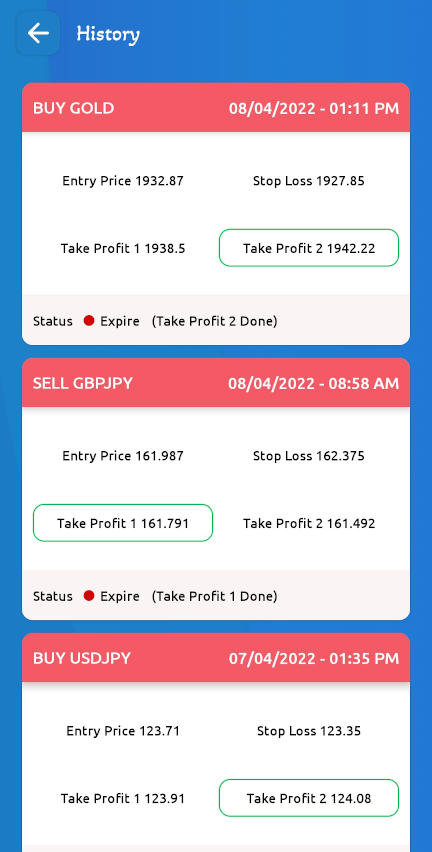 History
BUY GOLD 08/04/2022 - 01:11 PM
Entry Price 1932.87 Stop Loss 1927.85
Take Profit 1 1938.5 Take Profit 2 1942.22
Status Expire (Take Profit 2 Done)
SELL GBPJPY 08/04/2022 - 08:58 AM
Entry Price 161.987 Stop Loss 162.375
Take Profit 1 161.791 Take Profit 2 161.492
Status Expire (Take Profit 1 Done)
BUY USDJPY 07/04/2022 - 01:35 PM
Entry Price 123.71 Stop Loss 123.35
Take Profit 1 123.91 Take Profit 2 124.08